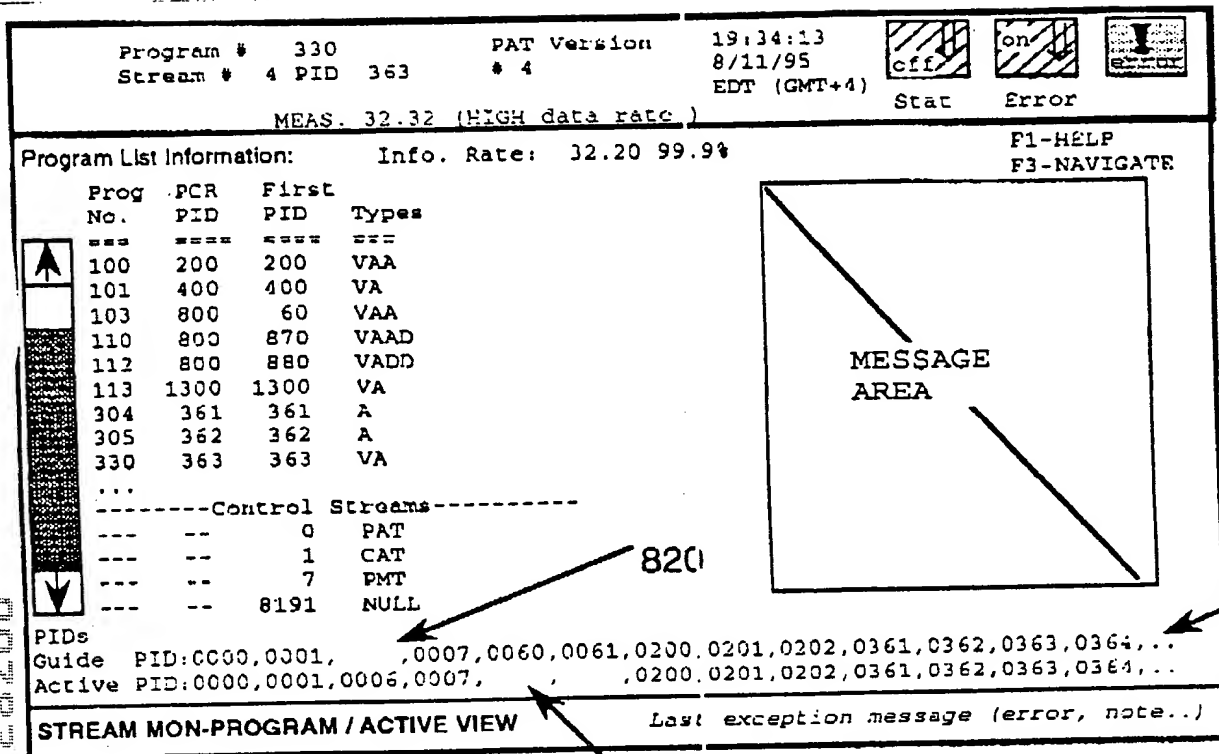 Program # 330 PAT Version 19:34:13
Stream # 4 PID 363 # 4 8/11/95
EDT (GMT+4)
off on error
Stat Error
MEAS. 32.32 (HIGH data rate )
Program List Information: Info. Rate: 32.20 99.9%
F1-HELP
F3-NAVIGATE
Prog PCR First
No. PID PID Types
=== ==== ==== ===
100 200 200 VAA
101 400 400 VA
103 800 60 VAA
110 800 870 VAAD
112 800 880 VADD
113 1300 1300 VA
304 361 361 A
305 362 362 A
330 363 363 VA
...
--------Control Streams----------
--- -- 0 PAT
--- -- 1 CAT
--- -- 7 PMT
--- -- 8191 NULL
MESSAGE
AREA
820
PIDs
Guide PID:0000,0001, ,0007,0060,0061,0200,0201,0202,0361,0362,0363,0364,..
Active PID:0000,0001,0006,0007, , ,0200,0201,0202,0361,0362,0363,0364,..
STREAM MON-PROGRAM / ACTIVE VIEW Last exception message (error, note..)